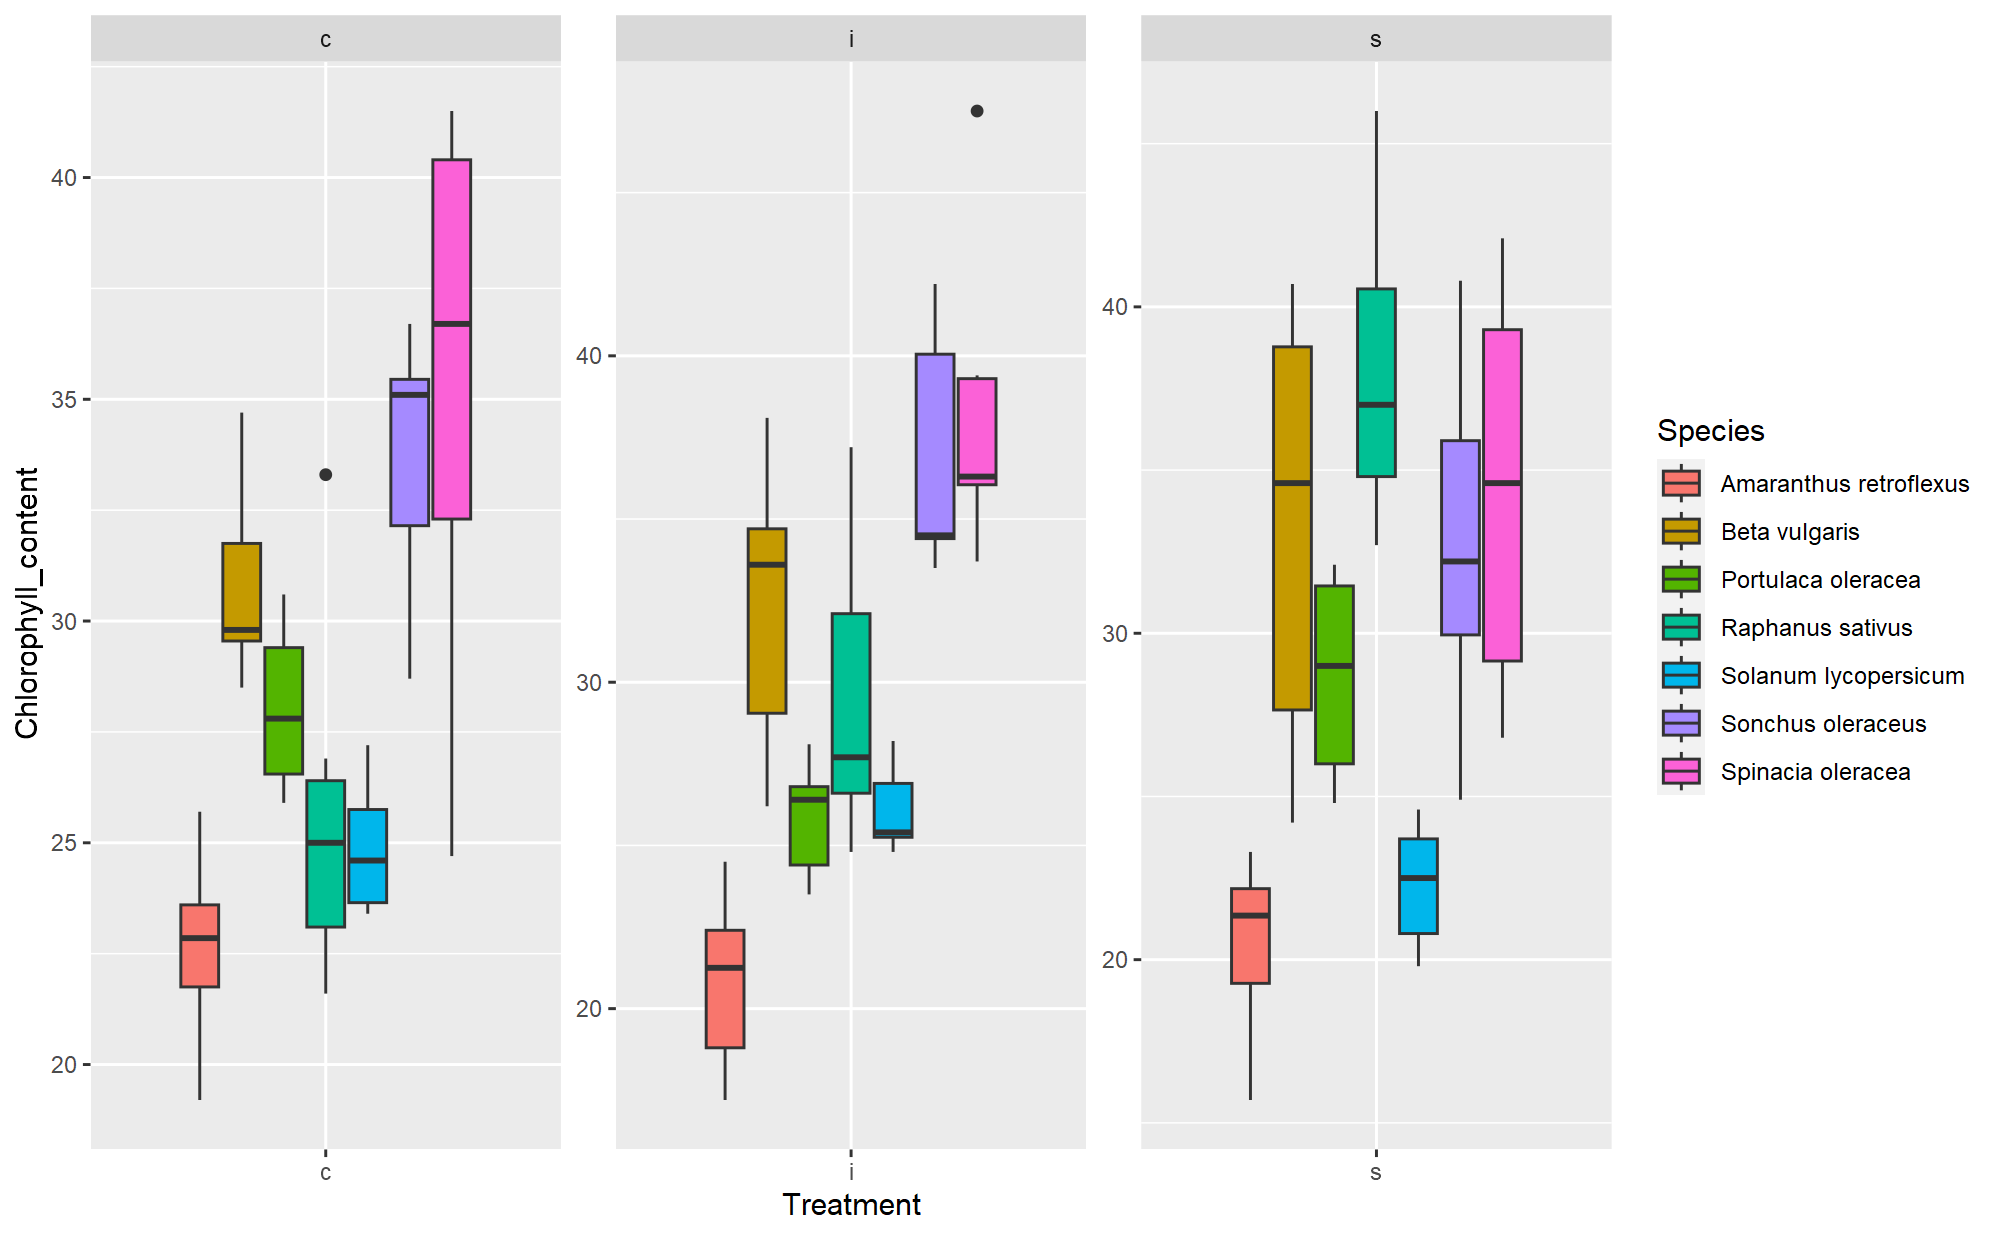 c
i
s
40
35
30
25
20
40
30
20
40
30
20
Chlorophyll_content
c
i
s
Treatment
Species
Amaranthus retroflexus
Beta vulgaris
Portulaca oleracea
Raphanus sativus
Solanum lycopersicum
Sonchus oleraceus
Spinacia oleracea